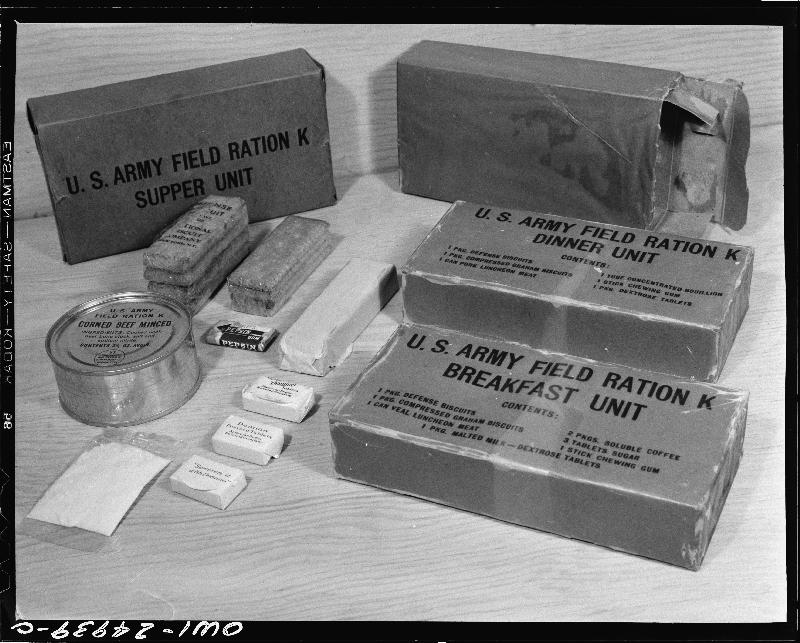 U. S. ARMY FIELD RATION K
SUPPER UNIT
U. S. ARMY FIELD RATION K
DINNER UNIT
CONTENTS:
1 PKG. DEFENSE BISCUITS
1 PKG. COMPRESSED GRAHAM BISCUITS
1 CAN PORK LUNCHEON MEAT
1 TUBE CONCENTRATED BOUILLON
1 STICK CHEWING GUM
1 PKG. DEXTROSE TABLETS
U. S. ARMY FIELD RATION K
BREAKFAST UNIT
CONTENTS:
1 PKG. DEFENSE BISCUITS
1 PKG. COMPRESSED GRAHAM BISCUITS
1 CAN VEAL LUNCHEON MEAT
2 PKGS. SOLUBLE COFFEE
3 TABLETS SUGAR
1 STICK CHEWING GUM
1 PKG. MALTED MILK—DEXTROSE TABLETS
U. S. ARMY
FIELD RATION K
CORNED BEEF MINCED
PEPSIN
GUM
EASTMAN—SAFETY—KODAK 98
OWI-24939-C